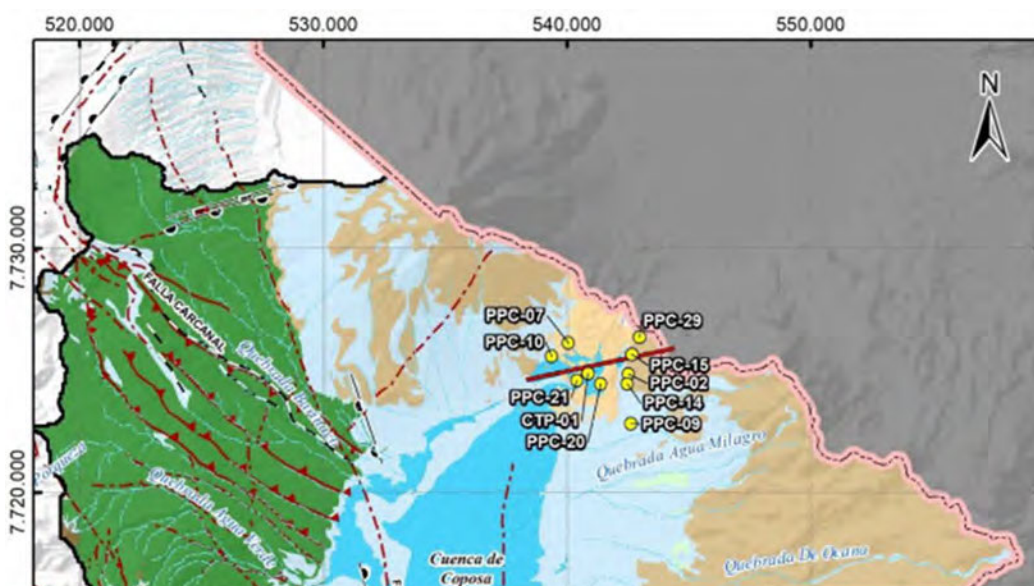 520.000
530.000
540.000
550.000
N
7.730.000
7.720.000
FALLA CARCANAL
Quebrada
PPC-07
PPC-29
PPC-10
PPC-15
PPC-02
PPC-21
PPC-14
CTP-01
PPC-09
PPC-20
Quebrada Agua Milagro
Quebrada Agua Verde
Cuenca de
Coposa
Quebrada De Ocana
F